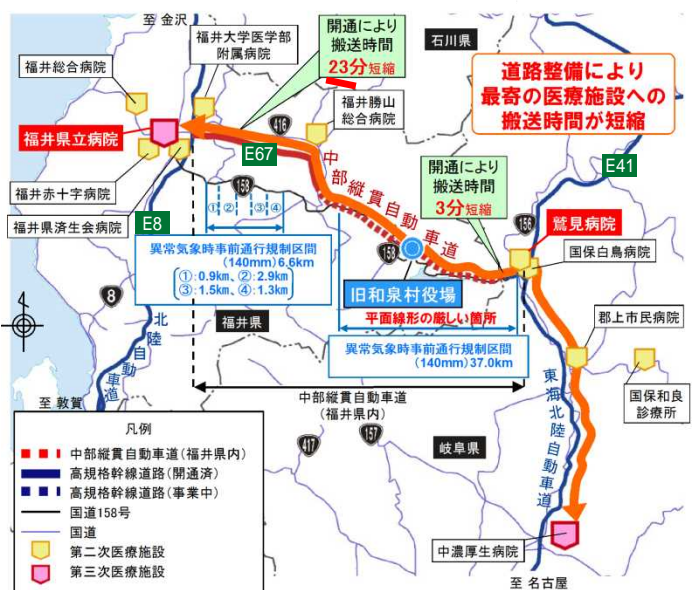 至 金沢
福井大学医学部
附属病院
福井総合病院
開通により
搬送時間
23分短縮
石川県
道路整備により
最寄の医療施設への
搬送時間が短縮
福井勝山
総合病院
416
福井県立病院
E67
E41
中部縦貫自動車道
開通により
搬送時間
3分短縮
福井赤十字病院
158
156
鷲見病院
福井県済生会病院
E8
① ② ③ ④
国保白鳥病院
異常気象時事前通行規制区間
(140mm)6.6km
①:0.9km、②:2.9km
③:1.5km、④:1.3km
158
旧和泉村役場
8
福井県
平面線形の厳しい箇所
郡上市民病院
異常気象時事前通行規制区間
(140mm)37.0km
北陸自動車道
国保和良
診療所
至 敦賀
中部縦貫自動車道
(福井県内)
東海北陸自動車道
凡例
中部縦貫自動車道(福井県内)
高規格幹線道路(開通済)
高規格幹線道路(事業中)
国道158号
国道
第二次医療施設
第三次医療施設
417
157
岐阜県
中濃厚生病院
至 名古屋